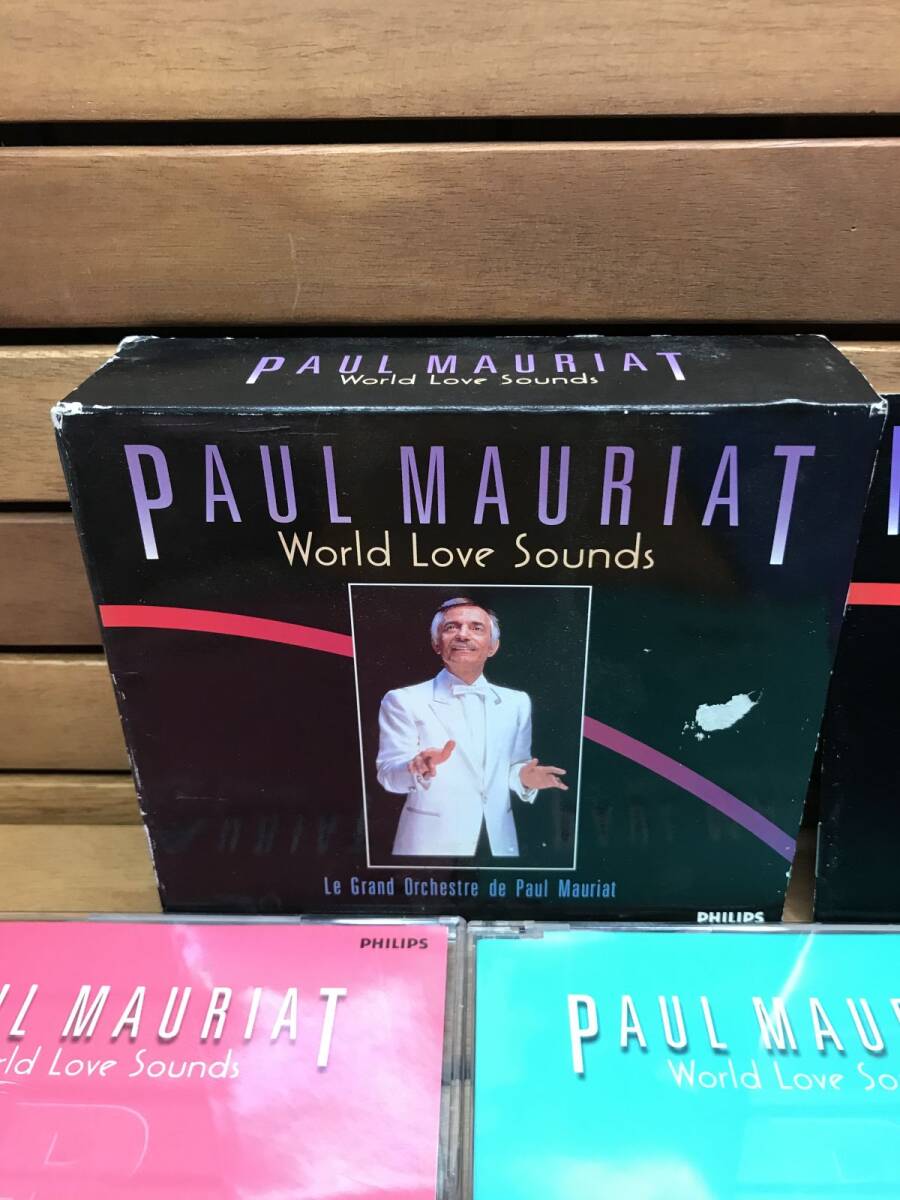 PAUL MAURIAT
World Love Sounds
PAUL MAURIAT
World Love Sounds
Le Grand Orchestre de Paul Mauriat
PHILIPS
PHILIPS
UL MAURIAT
rld Love Sounds
PAUL MAU
World Love So